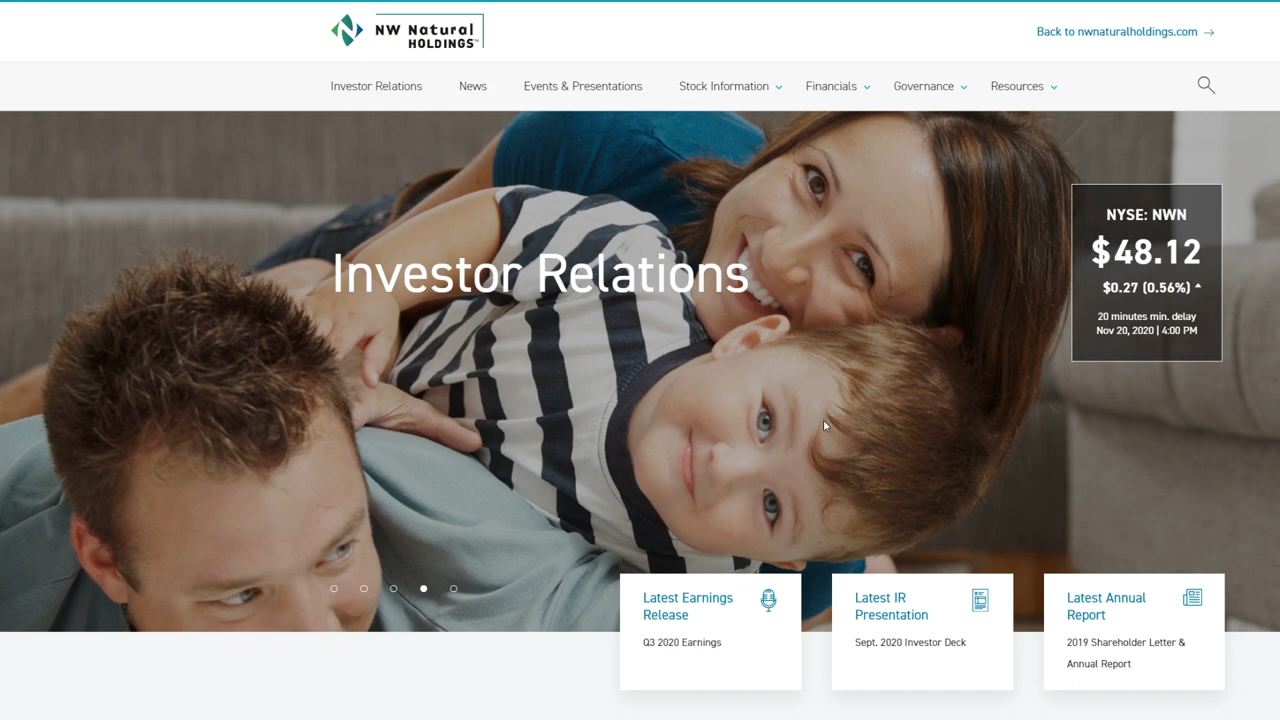 NW Natural
HOLDINGS™
Back to nwnaturalholdings.com →
Investor Relations
News
Events & Presentations
Stock Information
Financials
Governance
Resources
Investor Relations
NYSE: NWN
$48.12
$0.27 (0.56%)
20 minutes min. delay
Nov 20, 2020 | 4:00 PM
Latest Earnings
Release
Q3 2020 Earnings
Latest IR
Presentation
Sept. 2020 Investor Deck
Latest Annual
Report
2019 Shareholder Letter &
Annual Report